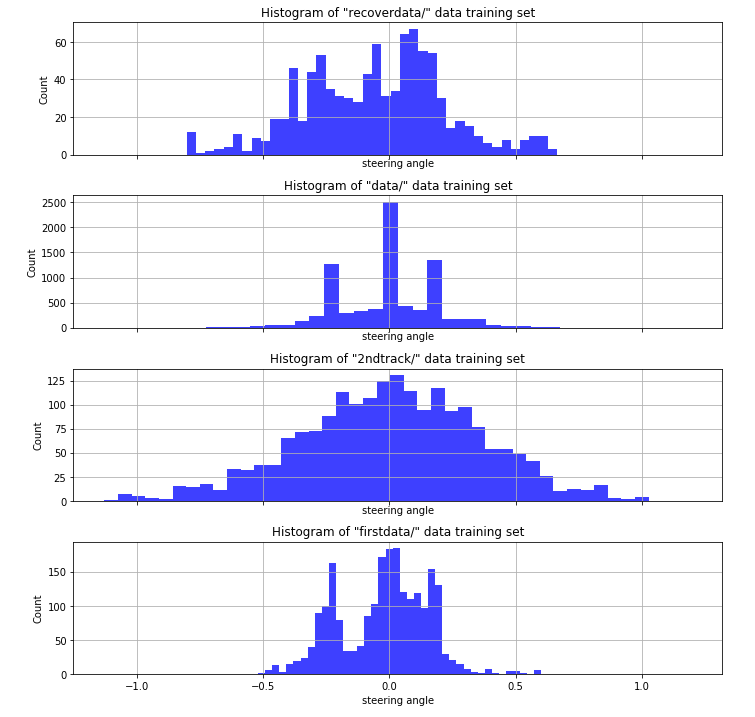 Histogram of "recoverdata/" data training set
60
40
20
0
Count
steering angle
Histogram of "data/" data training set
2500
2000
1500
1000
500
0
Count
steering angle
Histogram of "2ndtrack/" data training set
125
100
75
50
25
0
Count
steering angle
Histogram of "firstdata/" data training set
150
100
50
0
Count
−1.0 −0.5 0.0 0.5 1.0
steering angle